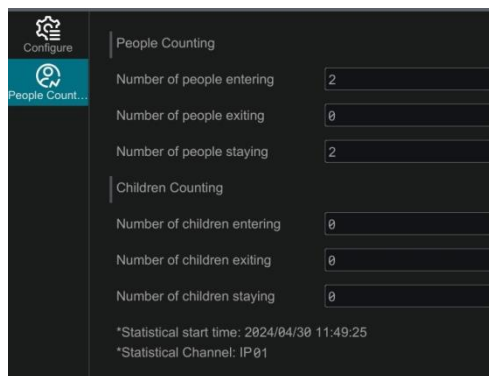 Configure
People Count...
People Counting
Number of people entering 2
Number of people exiting 0
Number of people staying 2
Children Counting
Number of children entering 0
Number of children exiting 0
Number of children staying 0
*Statistical start time: 2024/04/30 11:49:25
*Statistical Channel: IP01